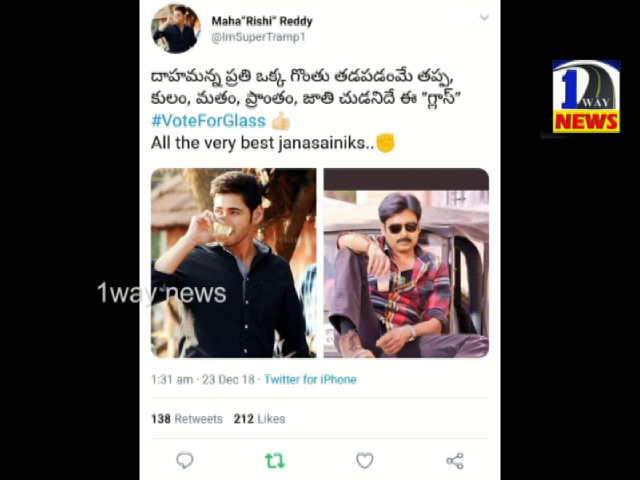 Maha"Rishi" Reddy
@ImSuperTramp1
దాహమన్న ప్రతి ఒక్క గొంతు తడపడంమే తప్ప,
కులం, మతం, ప్రాంతం, జాతి చుడనిదే ఈ "గ్లాస్"
#VoteForGlass 👍🏻
All the very best janasainiks..✊
1 WAY
NEWS
1way news
1:31 am · 23 Dec 18 · Twitter for iPhone
138 Retweets 212 Likes